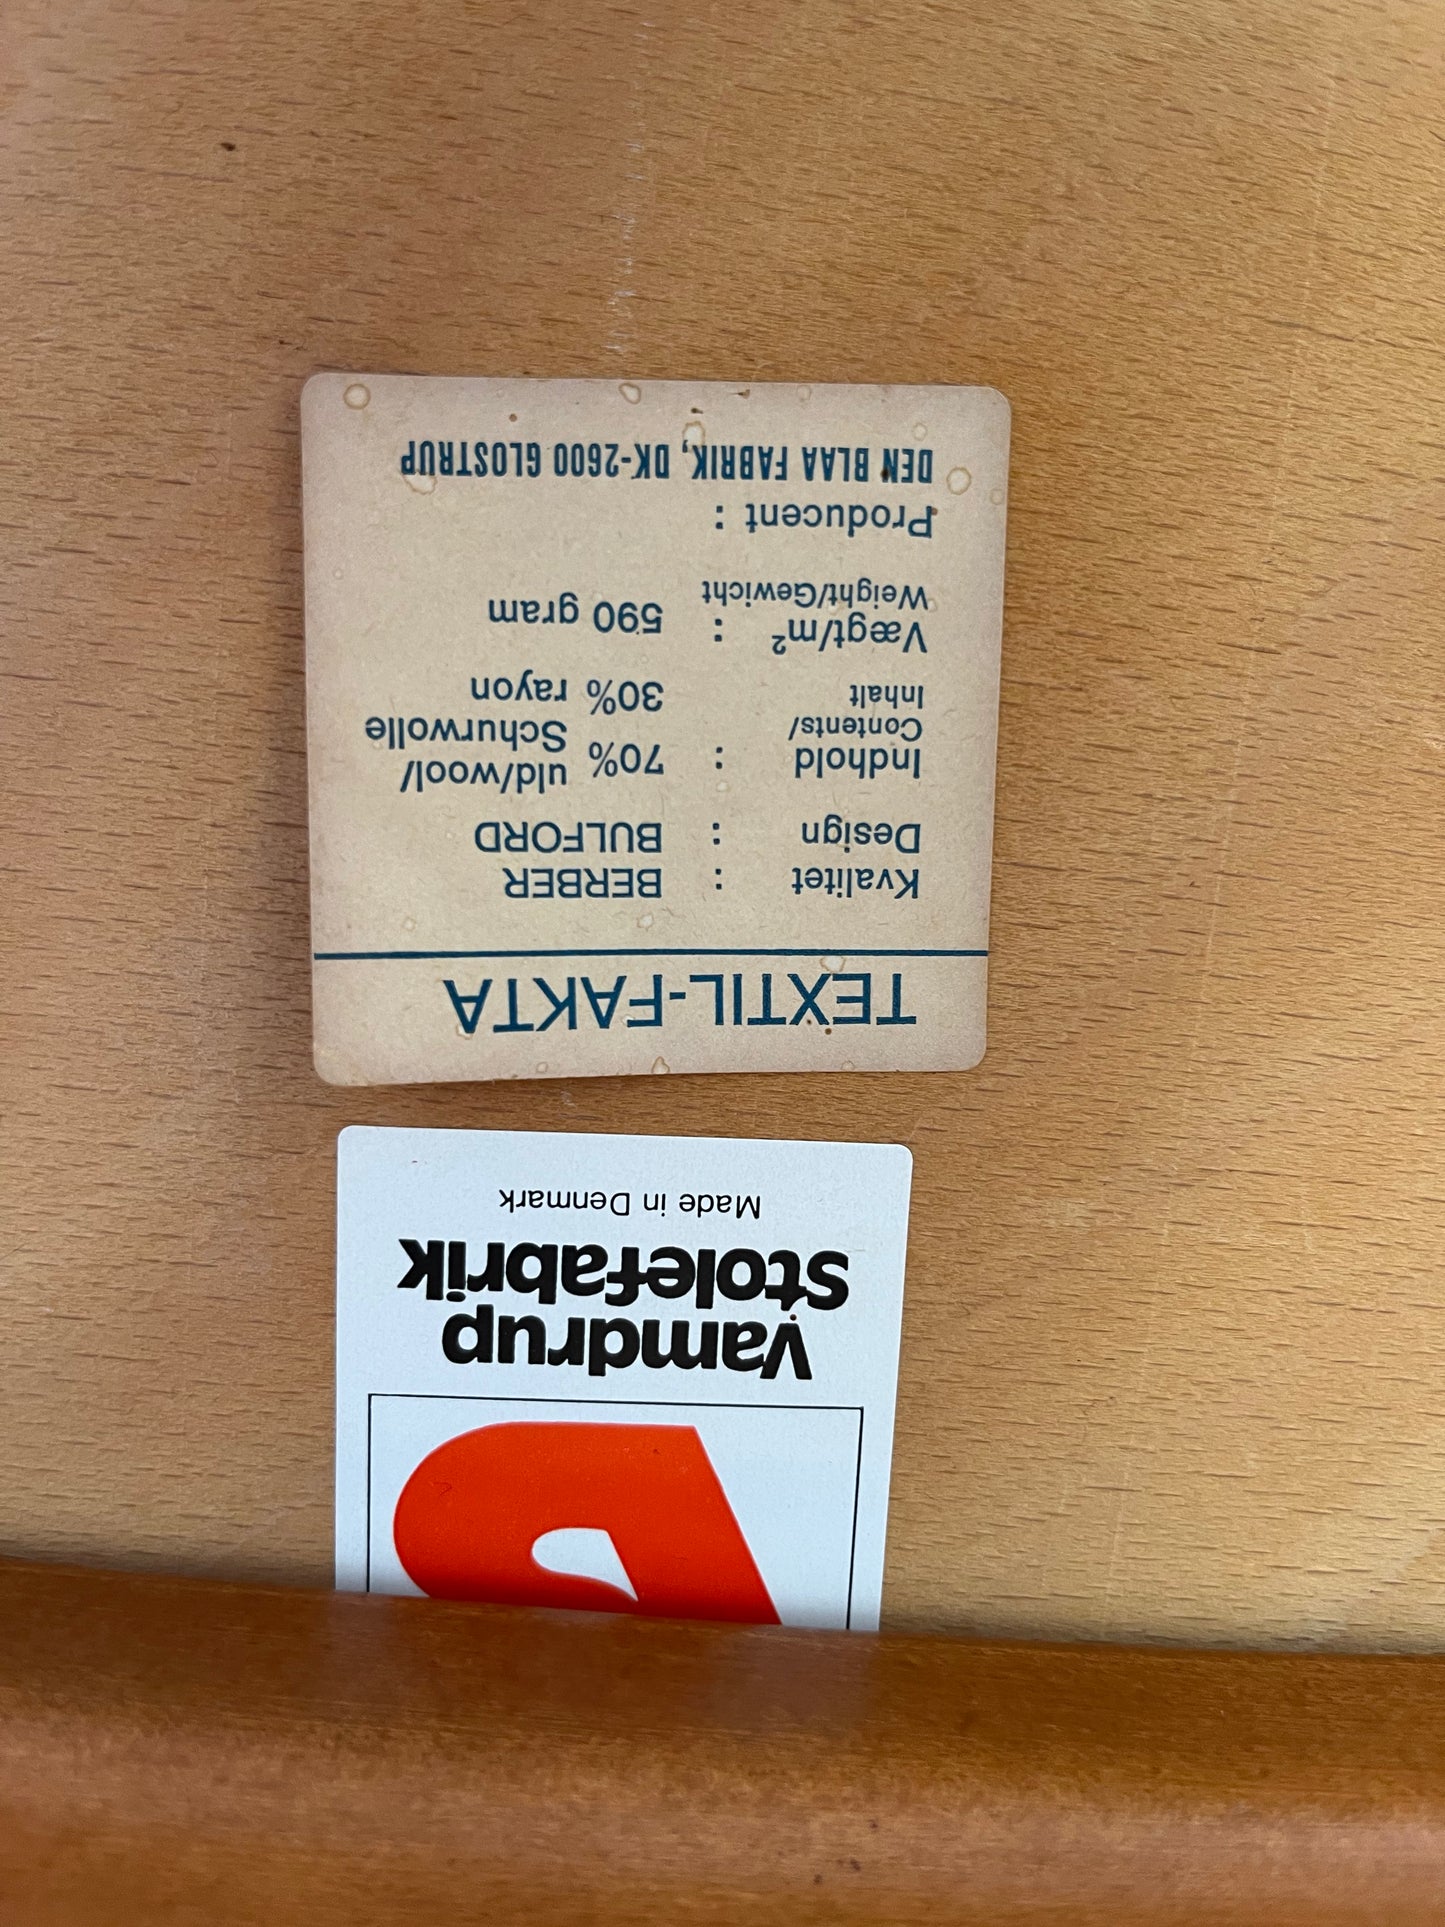 TEXTIL-FAKTA
Kvalitet : BERBER
Design : BULFORD
Indhold : 70% uld/wool/
Contents/ Schurwolle
Inhalt 30% rayon
Vægt/m² : 590 gram
Weight/Gewicht
Producent :
DEN BLAA FABRIK, DK-2600 GLOSTRUP
Vamdrup
Stolefabrik
Made in Denmark